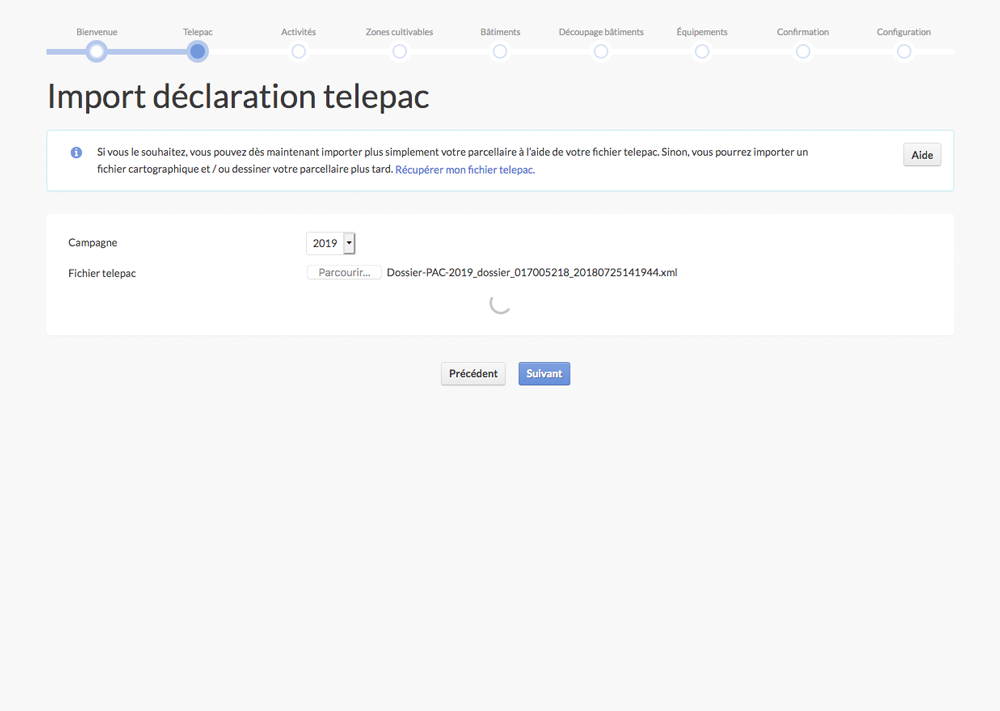 Bienvenue
Telepac
Activités
Zones cultivables
Bâtiments
Découpage bâtiments
Équipements
Confirmation
Configuration
Import déclaration telepac
Si vous le souhaitez, vous pouvez dès maintenant importer plus simplement votre parcellaire à l'aide de votre fichier telepac. Sinon, vous pourrez importer un
fichier cartographique et / ou dessiner votre parcellaire plus tard. Récupérer mon fichier telepac.
Aide
Campagne
2019
Fichier telepac
Parcourir...
Dossier-PAC-2019_dossier_017005218_20180725141944.xml
Précédent
Suivant